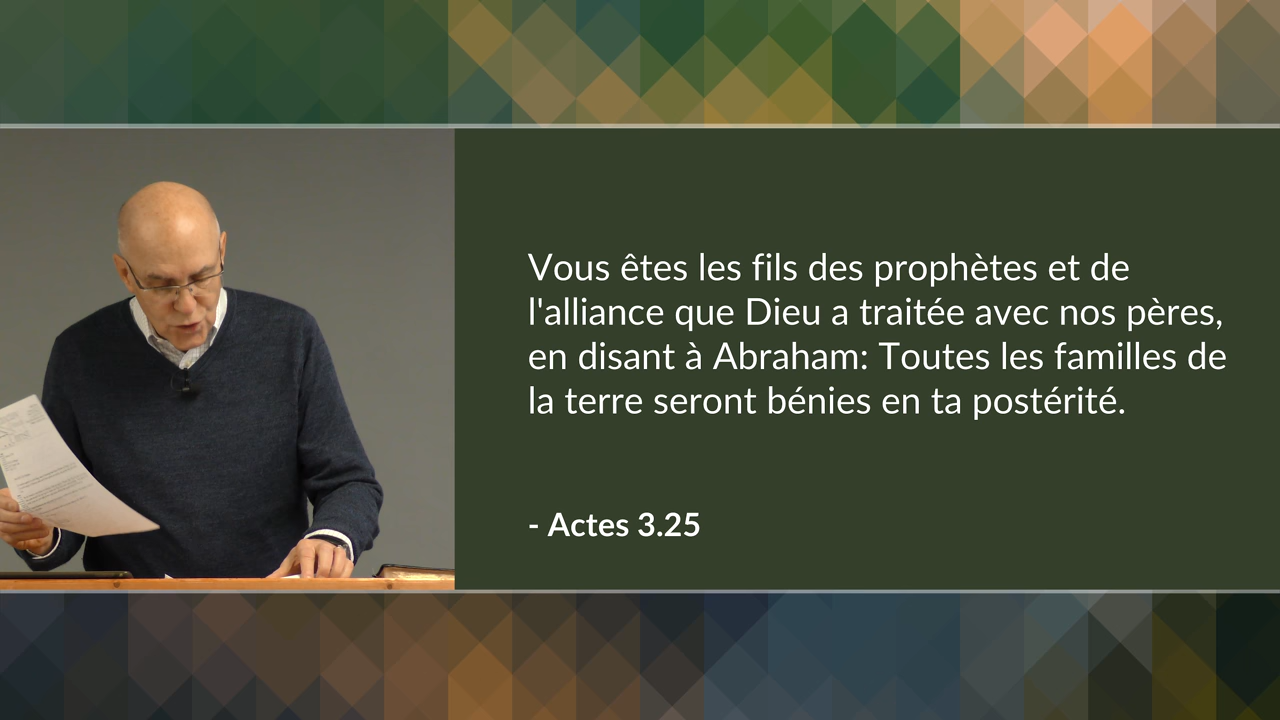 Vous êtes les fils des prophètes et de
l'alliance que Dieu a traitée avec nos pères,
en disant à Abraham: Toutes les familles de
la terre seront bénies en ta postérité.
- Actes 3.25